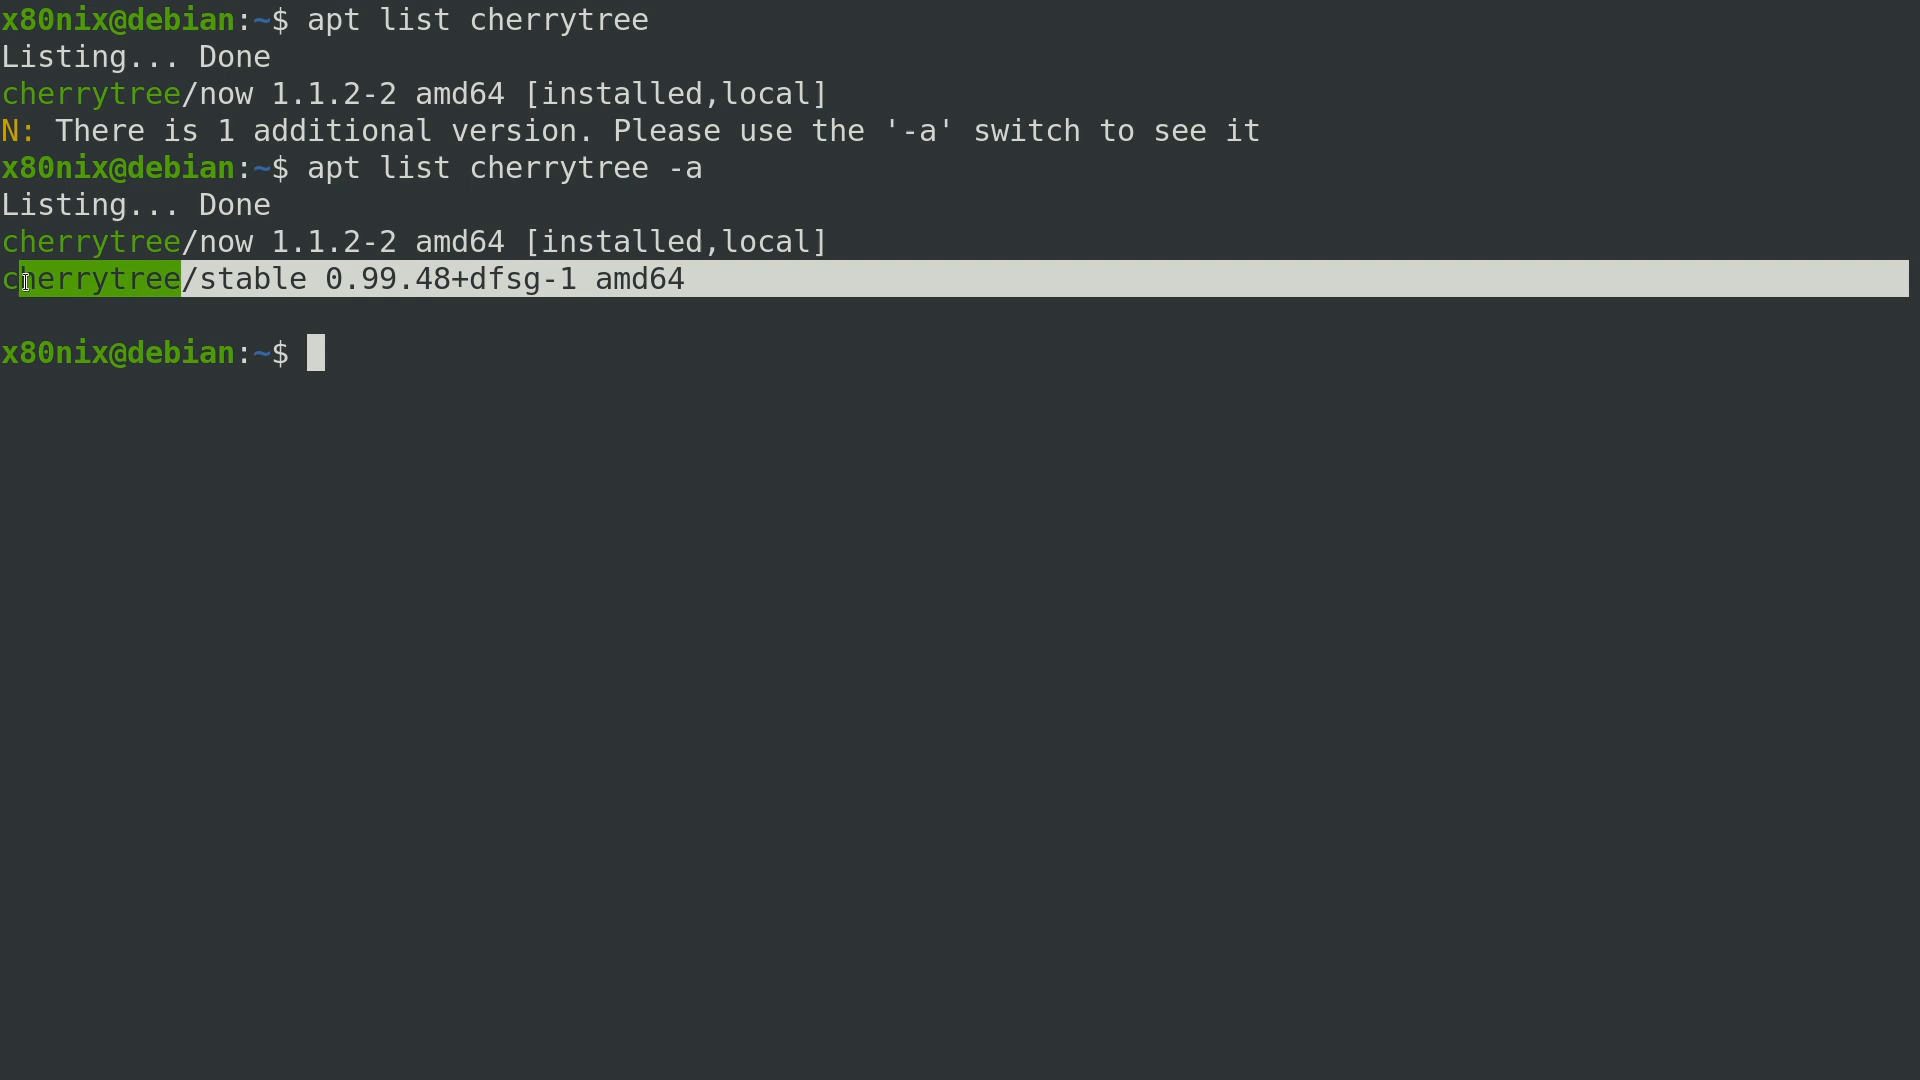 x80nix@debian:~$ apt list cherrytree
Listing... Done
cherrytree/now 1.1.2-2 amd64 [installed,local]
N: There is 1 additional version. Please use the '-a' switch to see it
x80nix@debian:~$ apt list cherrytree -a
Listing... Done
cherrytree/now 1.1.2-2 amd64 [installed,local]
cherrytree/stable 0.99.48+dfsg-1 amd64
x80nix@debian:~$